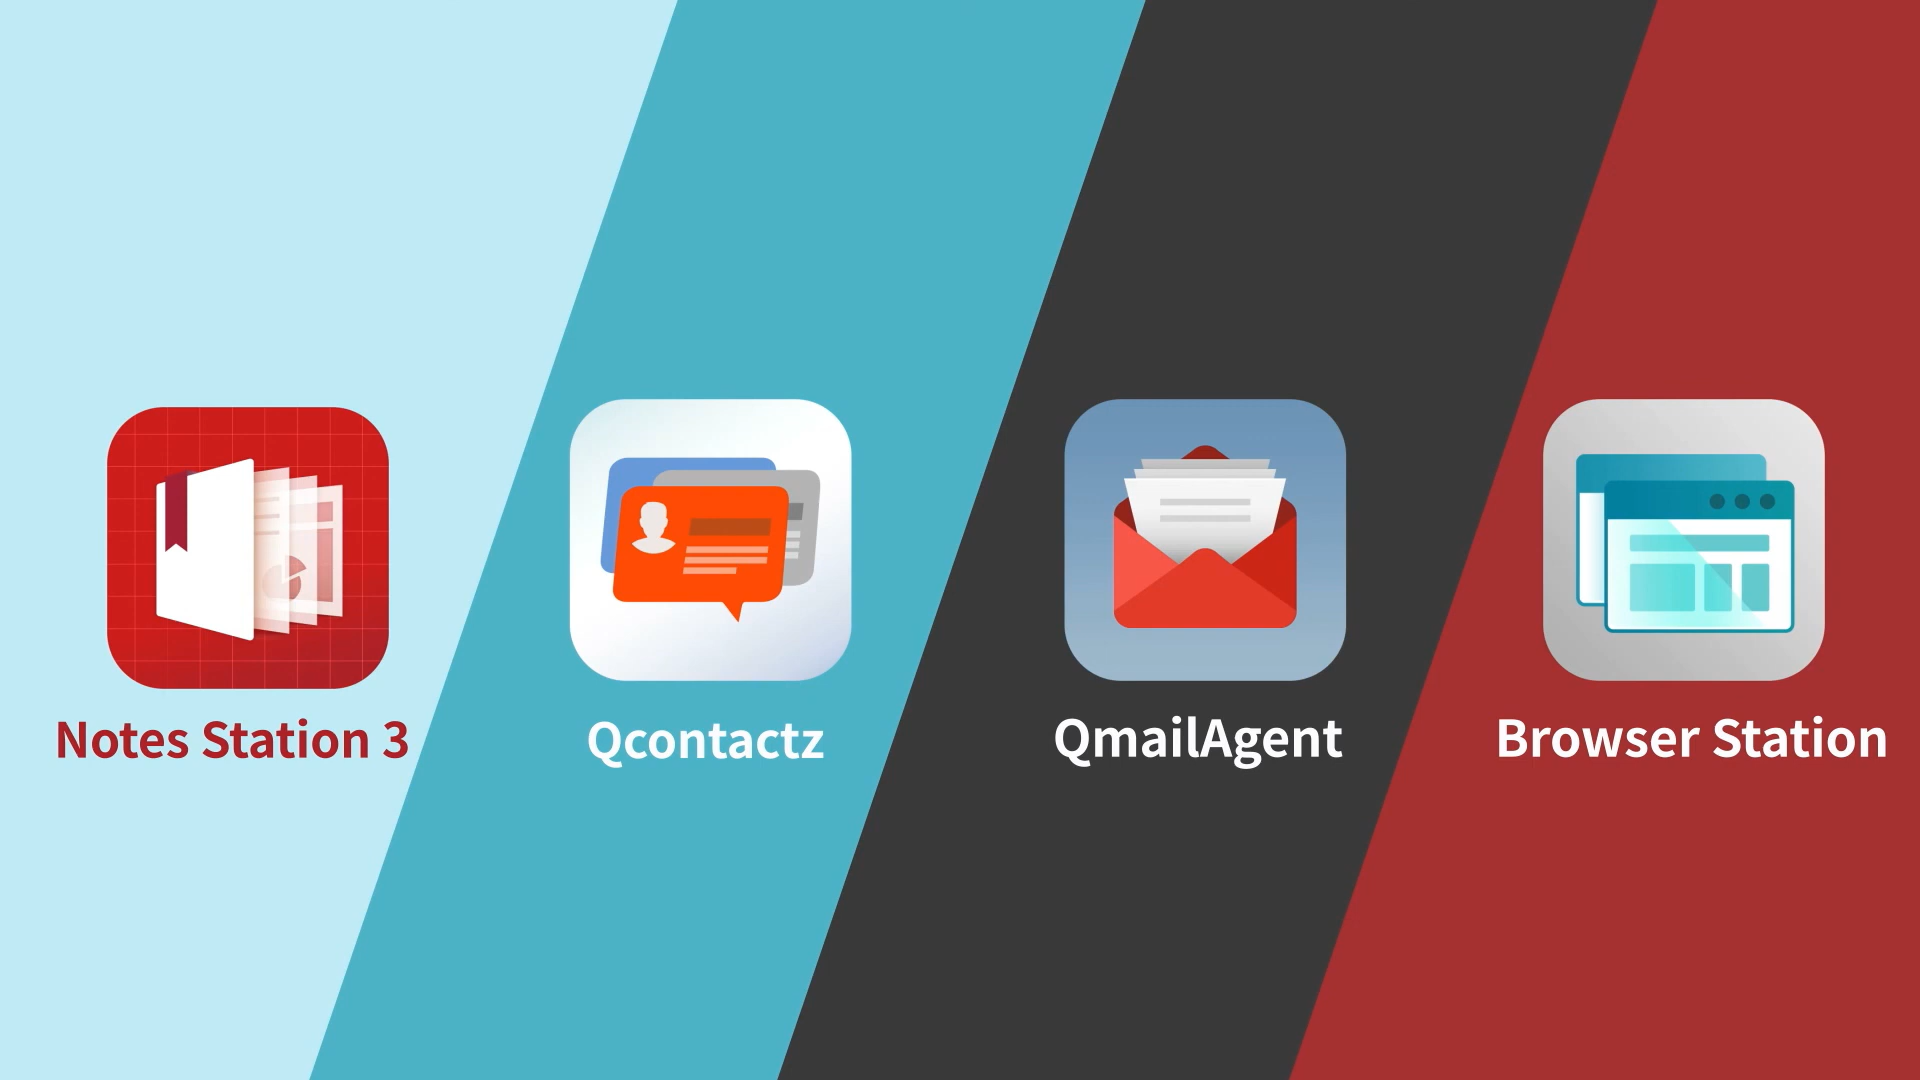 Notes Station 3
Qcontactz
QmailAgent
Browser Station